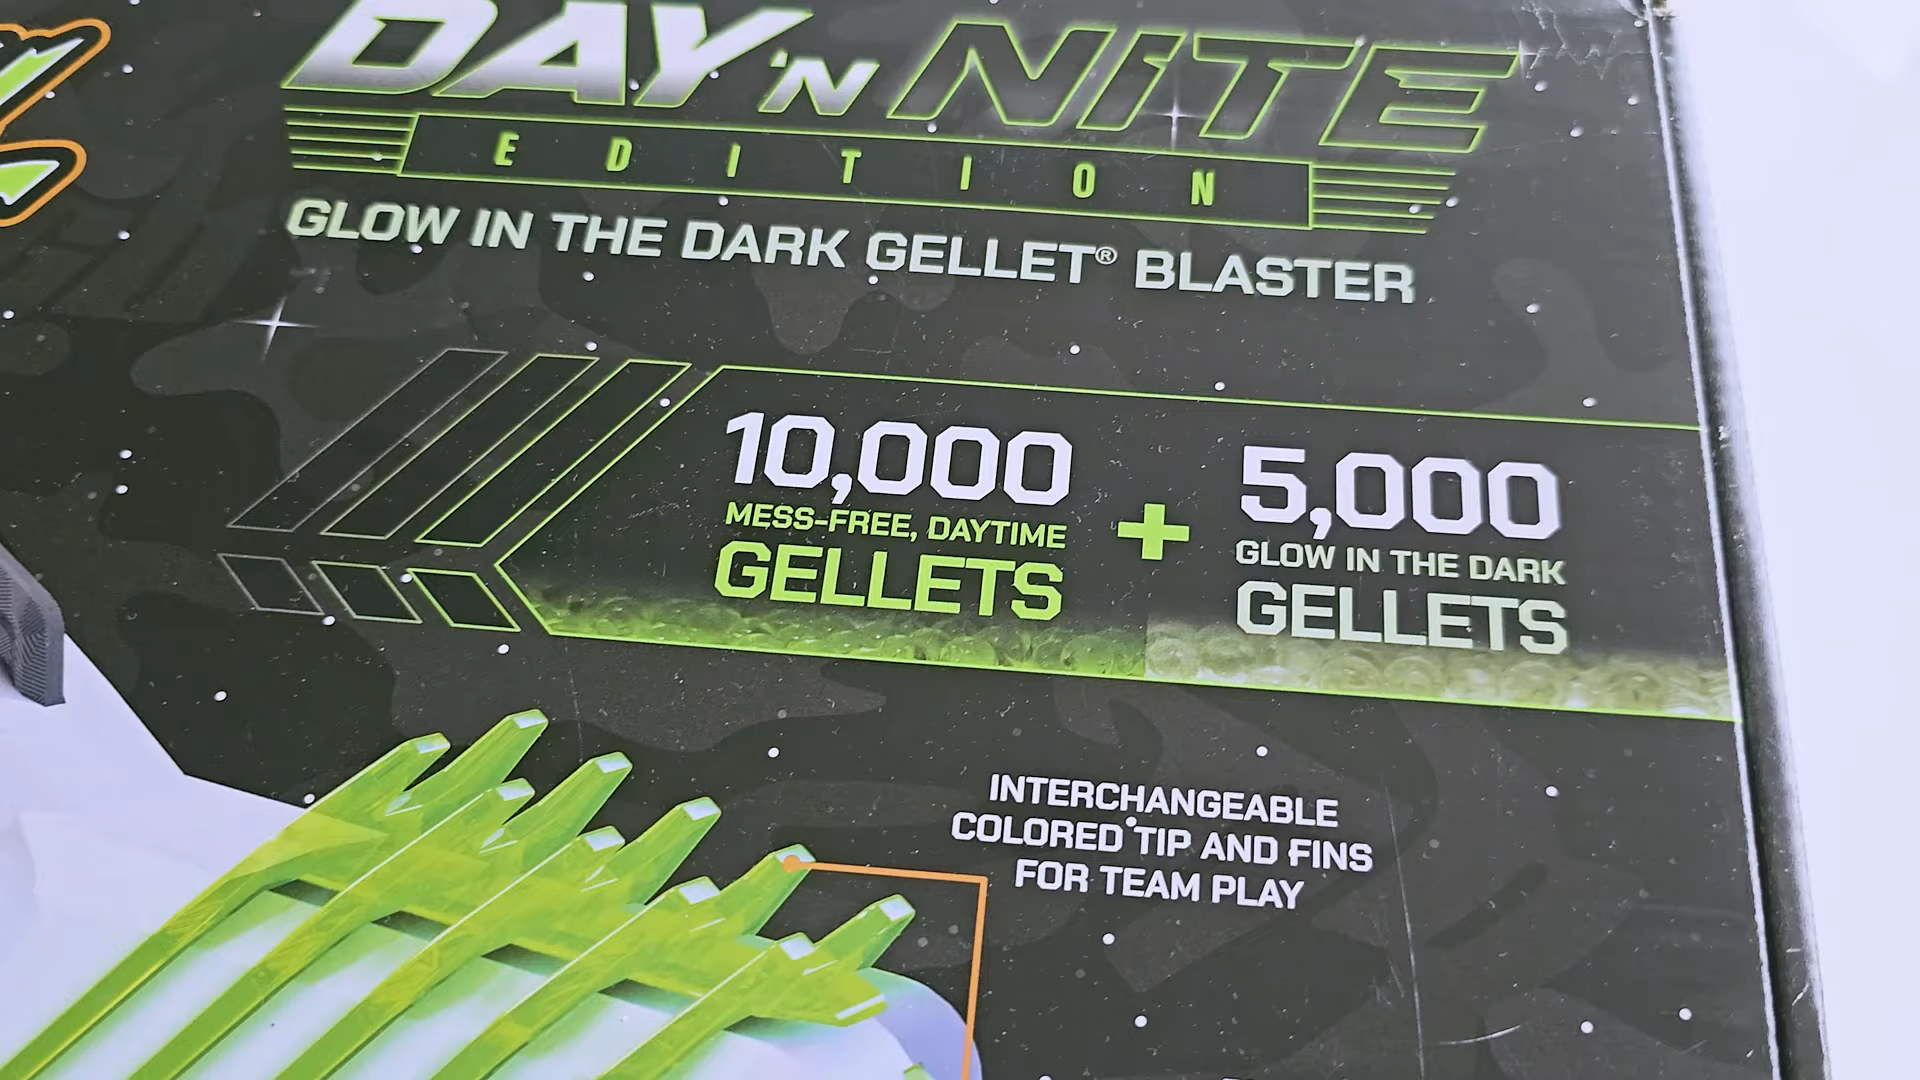 DAY 'N NITE
EDITION
GLOW IN THE DARK GELLET® BLASTER
10,000
MESS-FREE, DAYTIME
GELLETS
+
5,000
GLOW IN THE DARK
GELLETS
INTERCHANGEABLE
COLORED TIP AND FINS
FOR TEAM PLAY